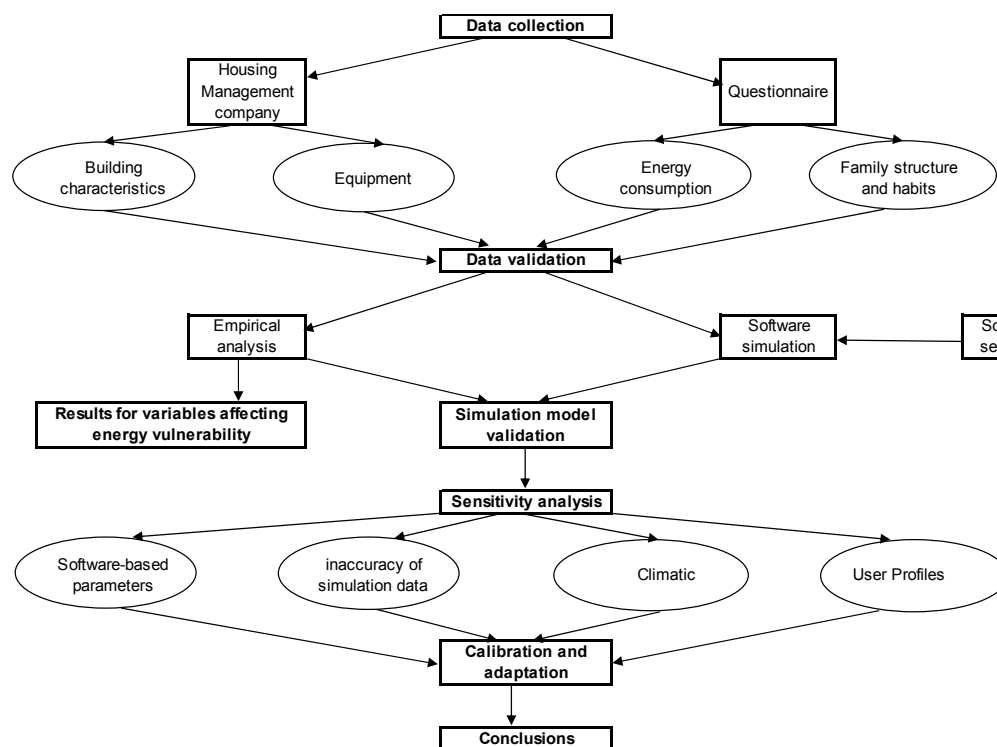 Data collection
Housing
Management
company
Questionnaire
Building
characteristics
Equipment
Energy
consumption
Family structure
and habits
Data validation
Empirical
analysis
Software
simulation
Results for variables affecting
energy vulnerability
Simulation model
validation
Sensitivity analysis
Software-based
parameters
inaccuracy of
simulation data
Climatic
User Profiles
Calibration and
adaptation
Conclusions